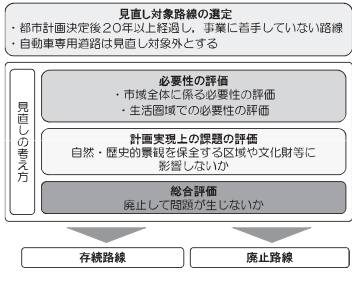 見直し対象路線の選定
・都市計画決定後20年以上経過し，事業に着手していない路線
・自動車専用道路は見直し対象外とする
見直しの考え方
必要性の評価
・市域全体に係る必要性の評価
・生活圏域での必要性の評価
計画実現上の課題の評価
自然・歴史的景観を保全する区域や文化財等に
影響しないか
総合評価
廃止して問題が生じないか
存続路線
廃止路線